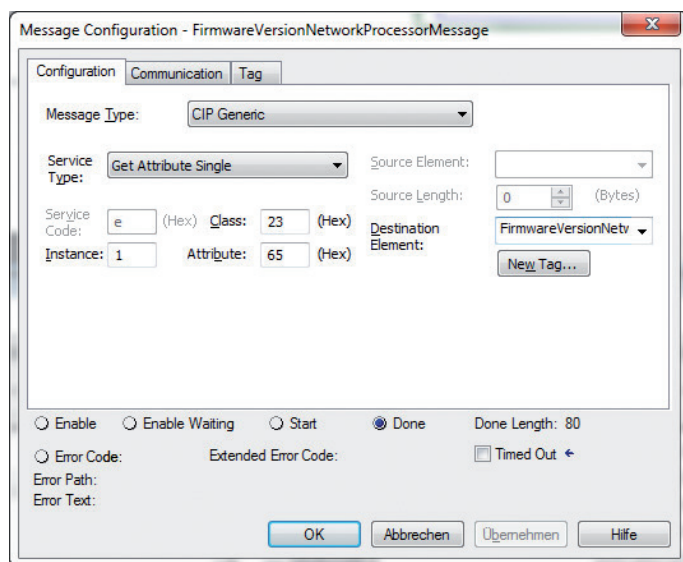 Message Configuration - FirmwareVersionNetworkProcessorMessage
Configuration Communication Tag
Message Type: CIP Generic
Service Type: Get Attribute Single
Source Element:
Source Length: 0 (Bytes)
Service Code: e (Hex) Class: 23 (Hex)
Destination Element: FirmwareVersionNetw
Instance: 1 Attribute: 65 (Hex)
New Tag...
Enable Enable Waiting Start Done Done Length: 80
Error Code: Extended Error Code: Timed Out
Error Path:
Error Text:
OK Abbrechen Übernehmen Hilfe